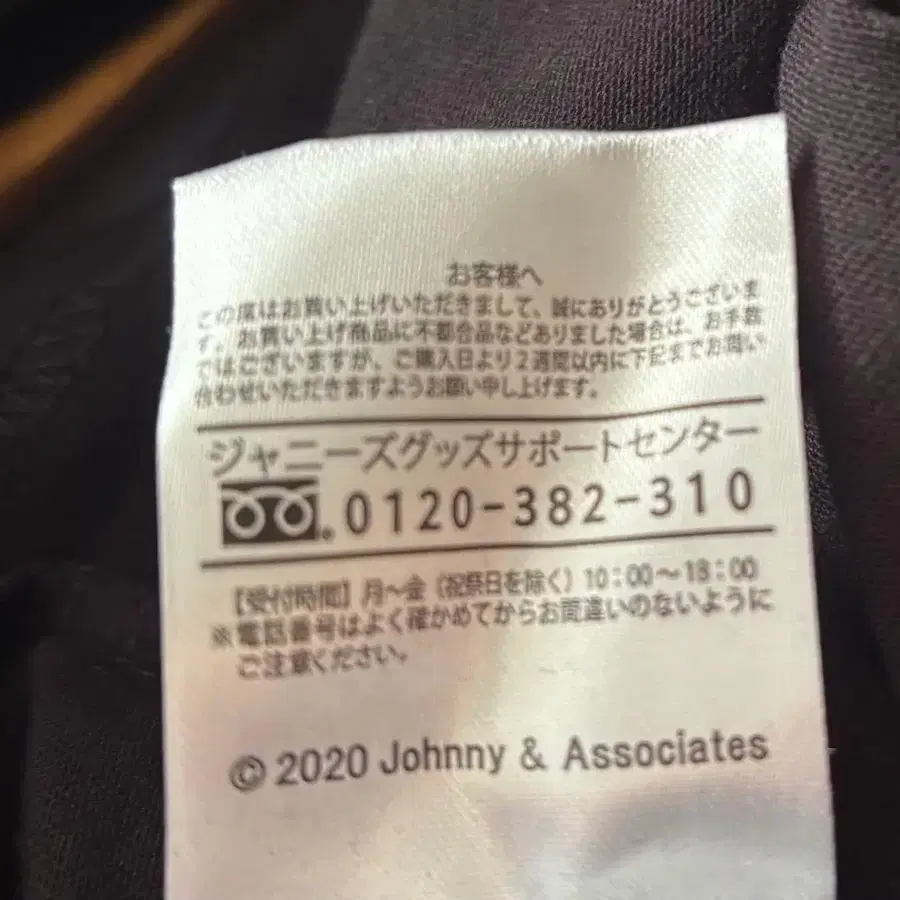 お客様へ
この度はお買い上げいただきまして、誠にありがとうございま
す。お買い上げ商品に不都合品などありました場合は、お手数
ではございますが、ご購入日より2週間以内に下記までお問い
合わせいただきますようお願い申し上げます。
ジャニーズグッズサポートセンター
0120-382-310
【受付時間】月～金(祝祭日を除く)10:00～18:00
※電話番号はよく確かめてからお間違いのないように
ご注意ください。
© 2020 Johnny & Associates